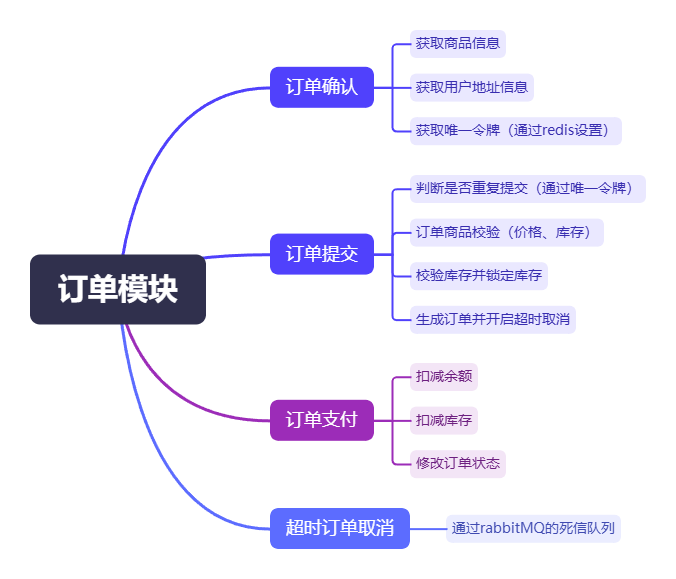 订单模块
订单确认
获取商品信息
获取用户地址信息
获取唯一令牌（通过redis设置）
订单提交
判断是否重复提交（通过唯一令牌）
订单商品校验（价格、库存）
校验库存并锁定库存
生成订单并开启超时取消
订单支付
扣减余额
扣减库存
修改订单状态
超时订单取消
通过rabbitMQ的死信队列